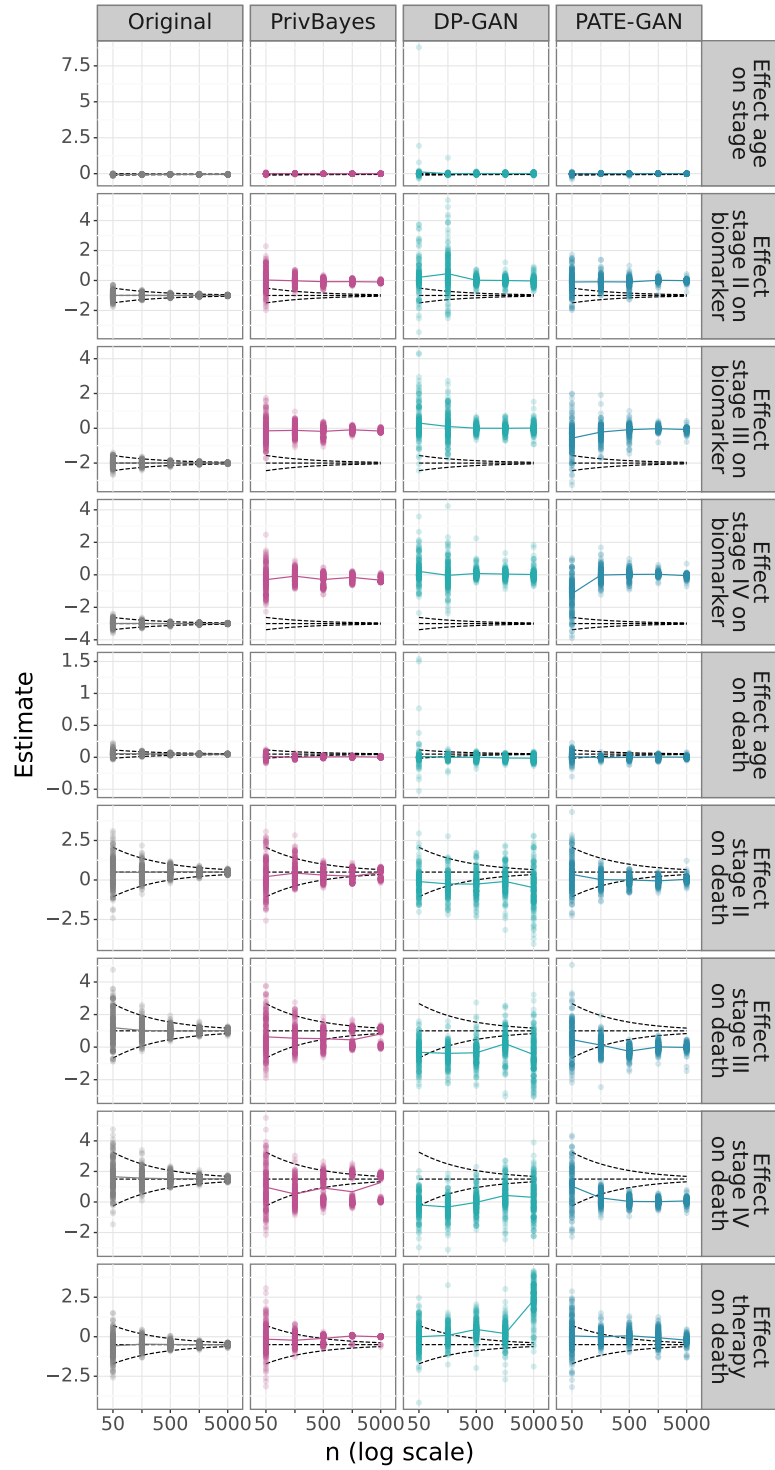 Original PrivBayes DP-GAN PATE-GAN
7.5
5.0
2.5
0
Effect age
on stage
4
2
0
−2
Effect
stage II on
biomarker
4
2
0
−2
Effect
stage III on
biomarker
4
2
0
−2
−4
Effect
stage IV on
biomarker
1.5
1
0.5
0
−0.5
Effect age
on death
2.5
0
−2.5
Effect
stage II
on death
4
2
0
−2
Effect
stage III
on death
4
2
0
−2
Effect
stage IV
on death
2.5
0
−2.5
Effect
therapy
on death
Estimate
50 500 5000 50 500 5000 50 500 5000 50 500 5000
n (log scale)